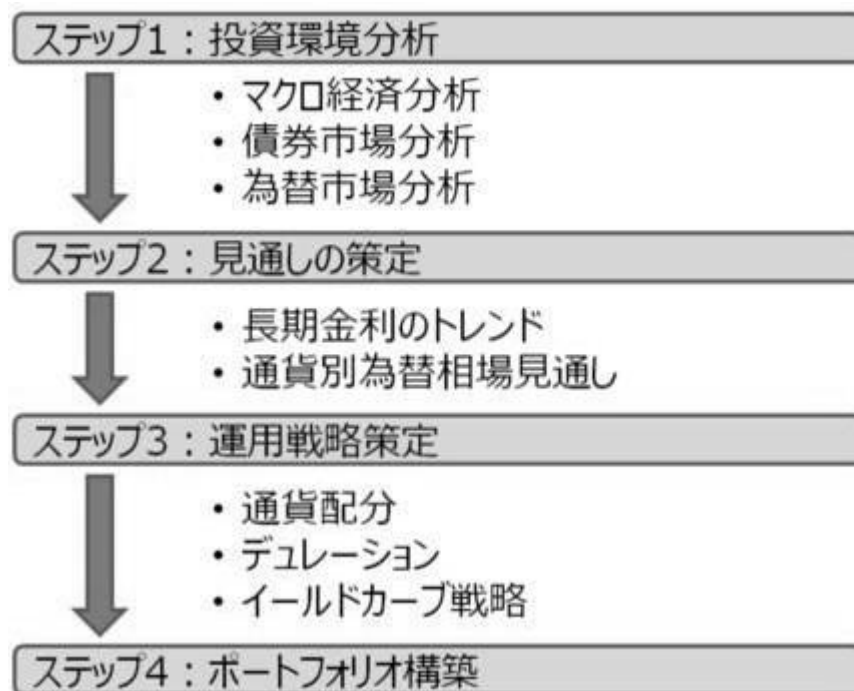 ステップ1：投資環境分析
・マクロ経済分析
・債券市場分析
・為替市場分析
ステップ2：見通しの策定
・長期金利のトレンド
・通貨別為替相場見通し
ステップ3：運用戦略策定
・通貨配分
・デュレーション
・イールドカーブ戦略
ステップ4：ポートフォリオ構築